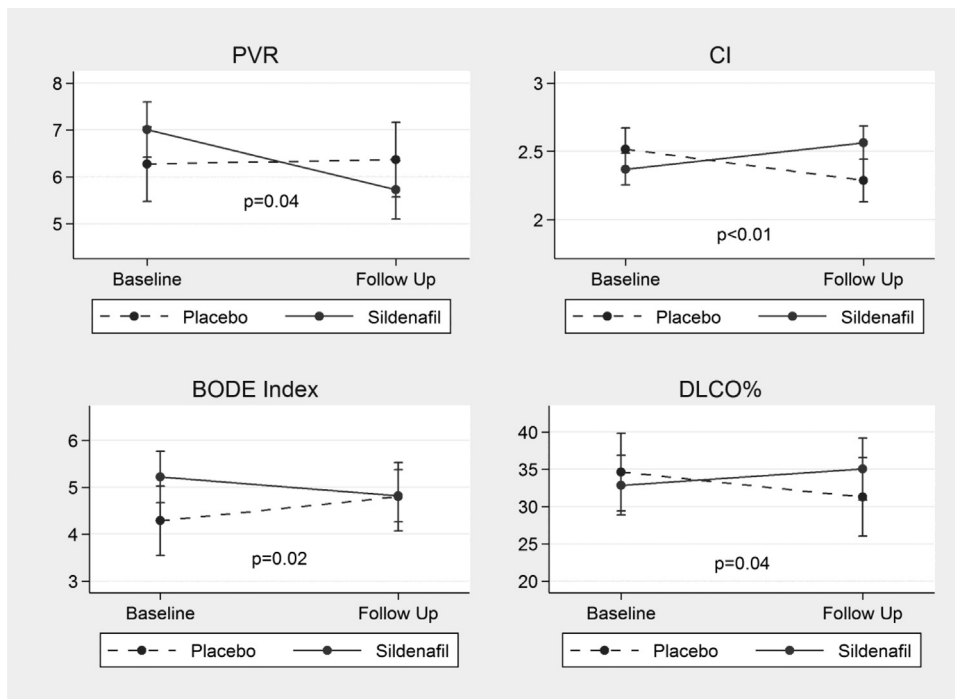 PVR
8
7
6
5
p=0.04
Baseline
Follow Up
Placebo
Sildenafil
CI
3
2.5
2
p<0.01
Baseline
Follow Up
Placebo
Sildenafil
BODE Index
6
5
4
3
p=0.02
Baseline
Follow Up
Placebo
Sildenafil
DLCO%
40
35
30
25
20
p=0.04
Baseline
Follow Up
Placebo
Sildenafil